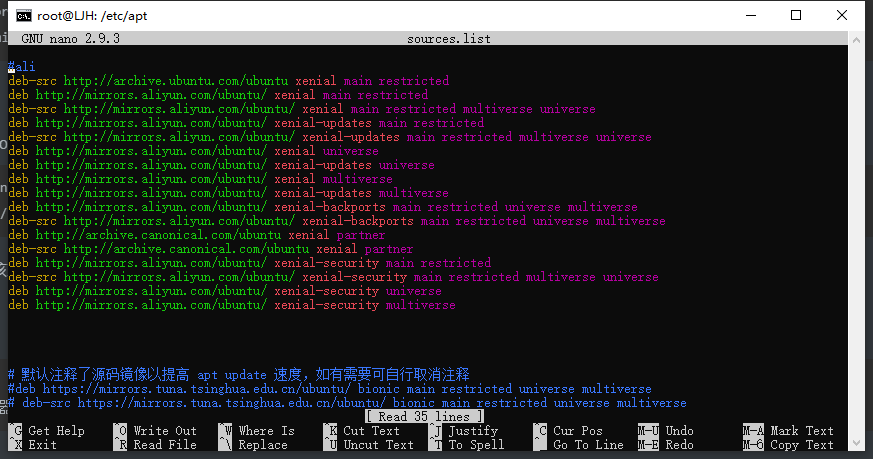 root@LJH: /etc/apt
GNU nano 2.9.3 sources.list
#ali
deb-src http://archive.ubuntu.com/ubuntu xenial main restricted
deb http://mirrors.aliyun.com/ubuntu/ xenial main restricted
deb-src http://mirrors.aliyun.com/ubuntu/ xenial main restricted multiverse universe
deb http://mirrors.aliyun.com/ubuntu/ xenial-updates main restricted
deb-src http://mirrors.aliyun.com/ubuntu/ xenial-updates main restricted multiverse universe
deb http://mirrors.aliyun.com/ubuntu/ xenial universe
deb http://mirrors.aliyun.com/ubuntu/ xenial-updates universe
deb http://mirrors.aliyun.com/ubuntu/ xenial multiverse
deb http://mirrors.aliyun.com/ubuntu/ xenial-updates multiverse
deb http://mirrors.aliyun.com/ubuntu/ xenial-backports main restricted universe multiverse
deb-src http://mirrors.aliyun.com/ubuntu/ xenial-backports main restricted universe multiverse
deb http://archive.canonical.com/ubuntu xenial partner
deb-src http://archive.canonical.com/ubuntu xenial partner
deb http://mirrors.aliyun.com/ubuntu/ xenial-security main restricted
deb-src http://mirrors.aliyun.com/ubuntu/ xenial-security main restricted multiverse universe
deb http://mirrors.aliyun.com/ubuntu/ xenial-security universe
deb http://mirrors.aliyun.com/ubuntu/ xenial-security multiverse
# 默认注释了源码镜像以提高 apt update 速度，如有需要可自行取消注释
#deb https://mirrors.tuna.tsinghua.edu.cn/ubuntu/ bionic main restricted universe multiverse
# deb-src https://mirrors.tuna.tsinghua.edu.cn/ubuntu/ bionic main restricted universe multiverse
[ Read 35 lines ]
^G Get Help ^O Write Out ^W Where Is ^K Cut Text ^J Justify ^C Cur Pos M-U Undo M-A Mark Text
^X Exit ^R Read File ^\ Replace ^U Uncut Text ^T To Spell ^_ Go To Line M-E Redo M-6 Copy Text